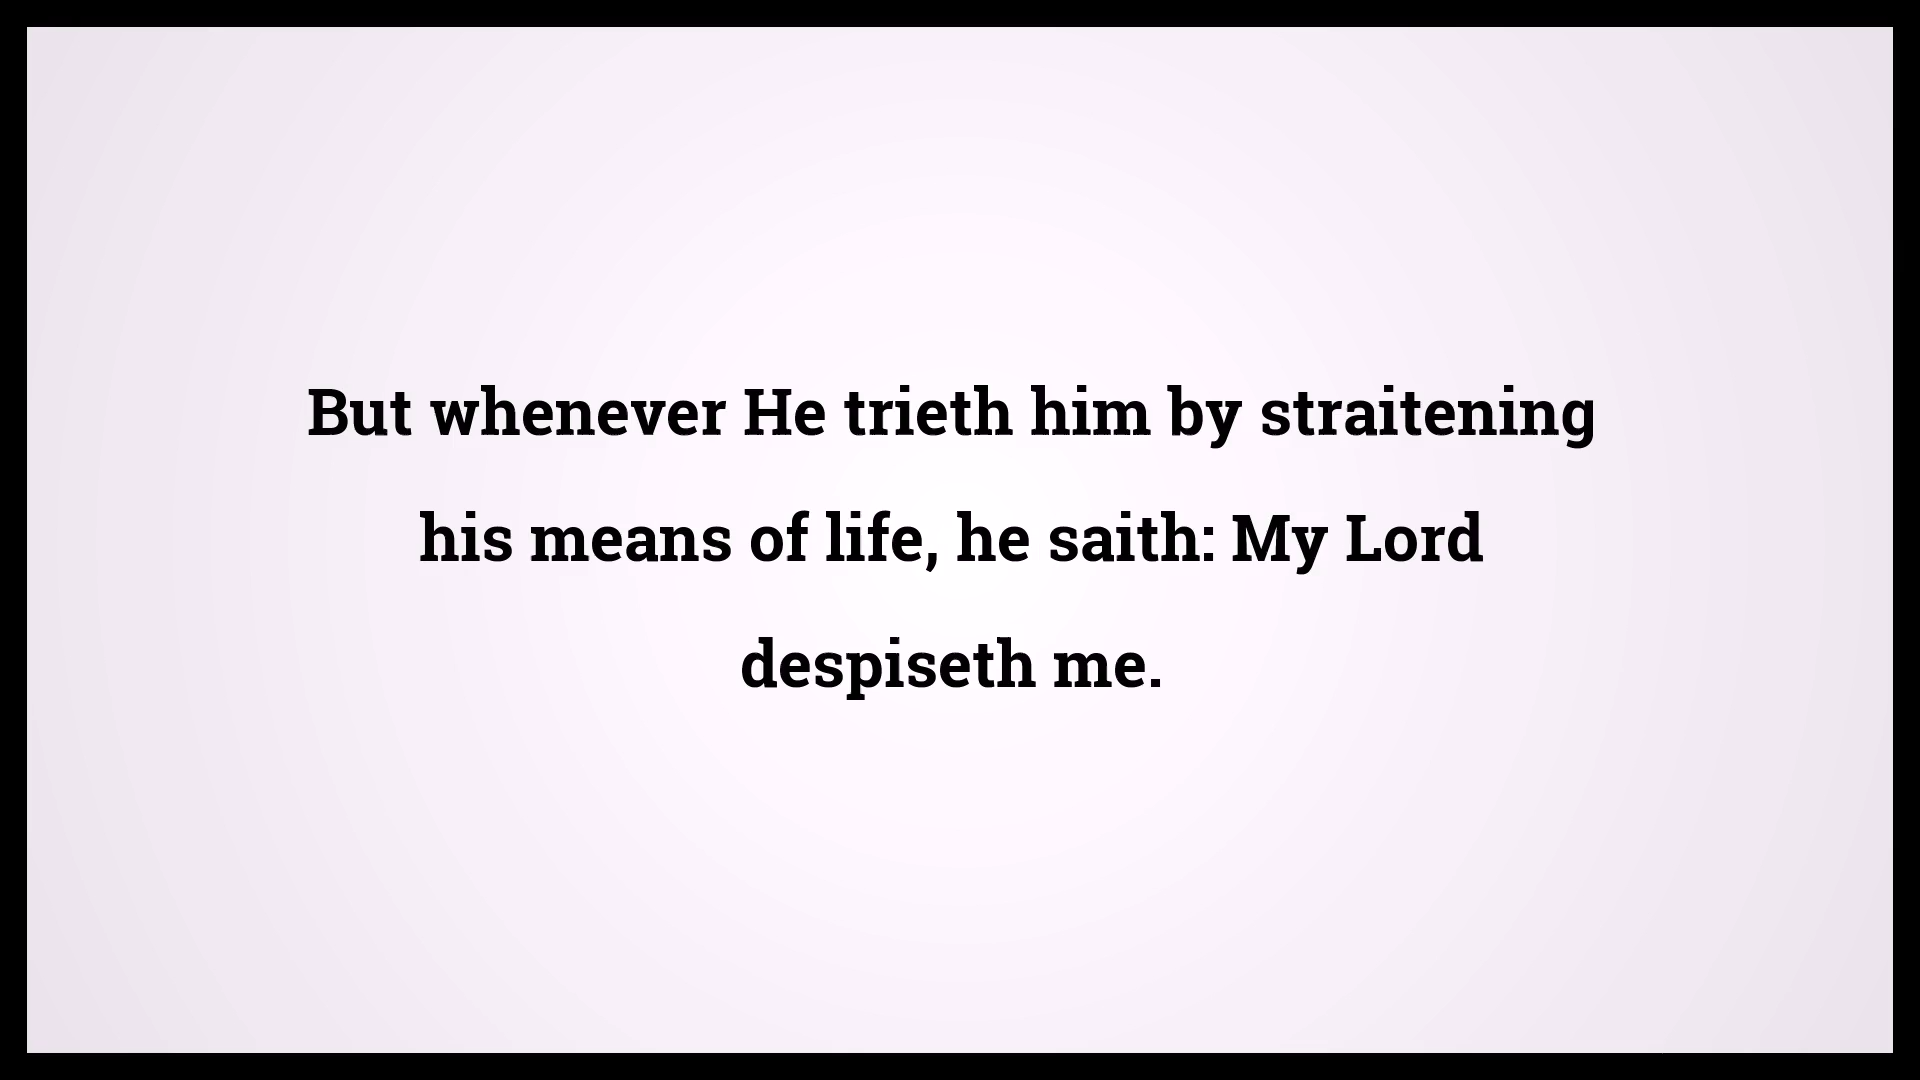 But whenever He trieth him by straitening
his means of life, he saith: My Lord
despiseth me.